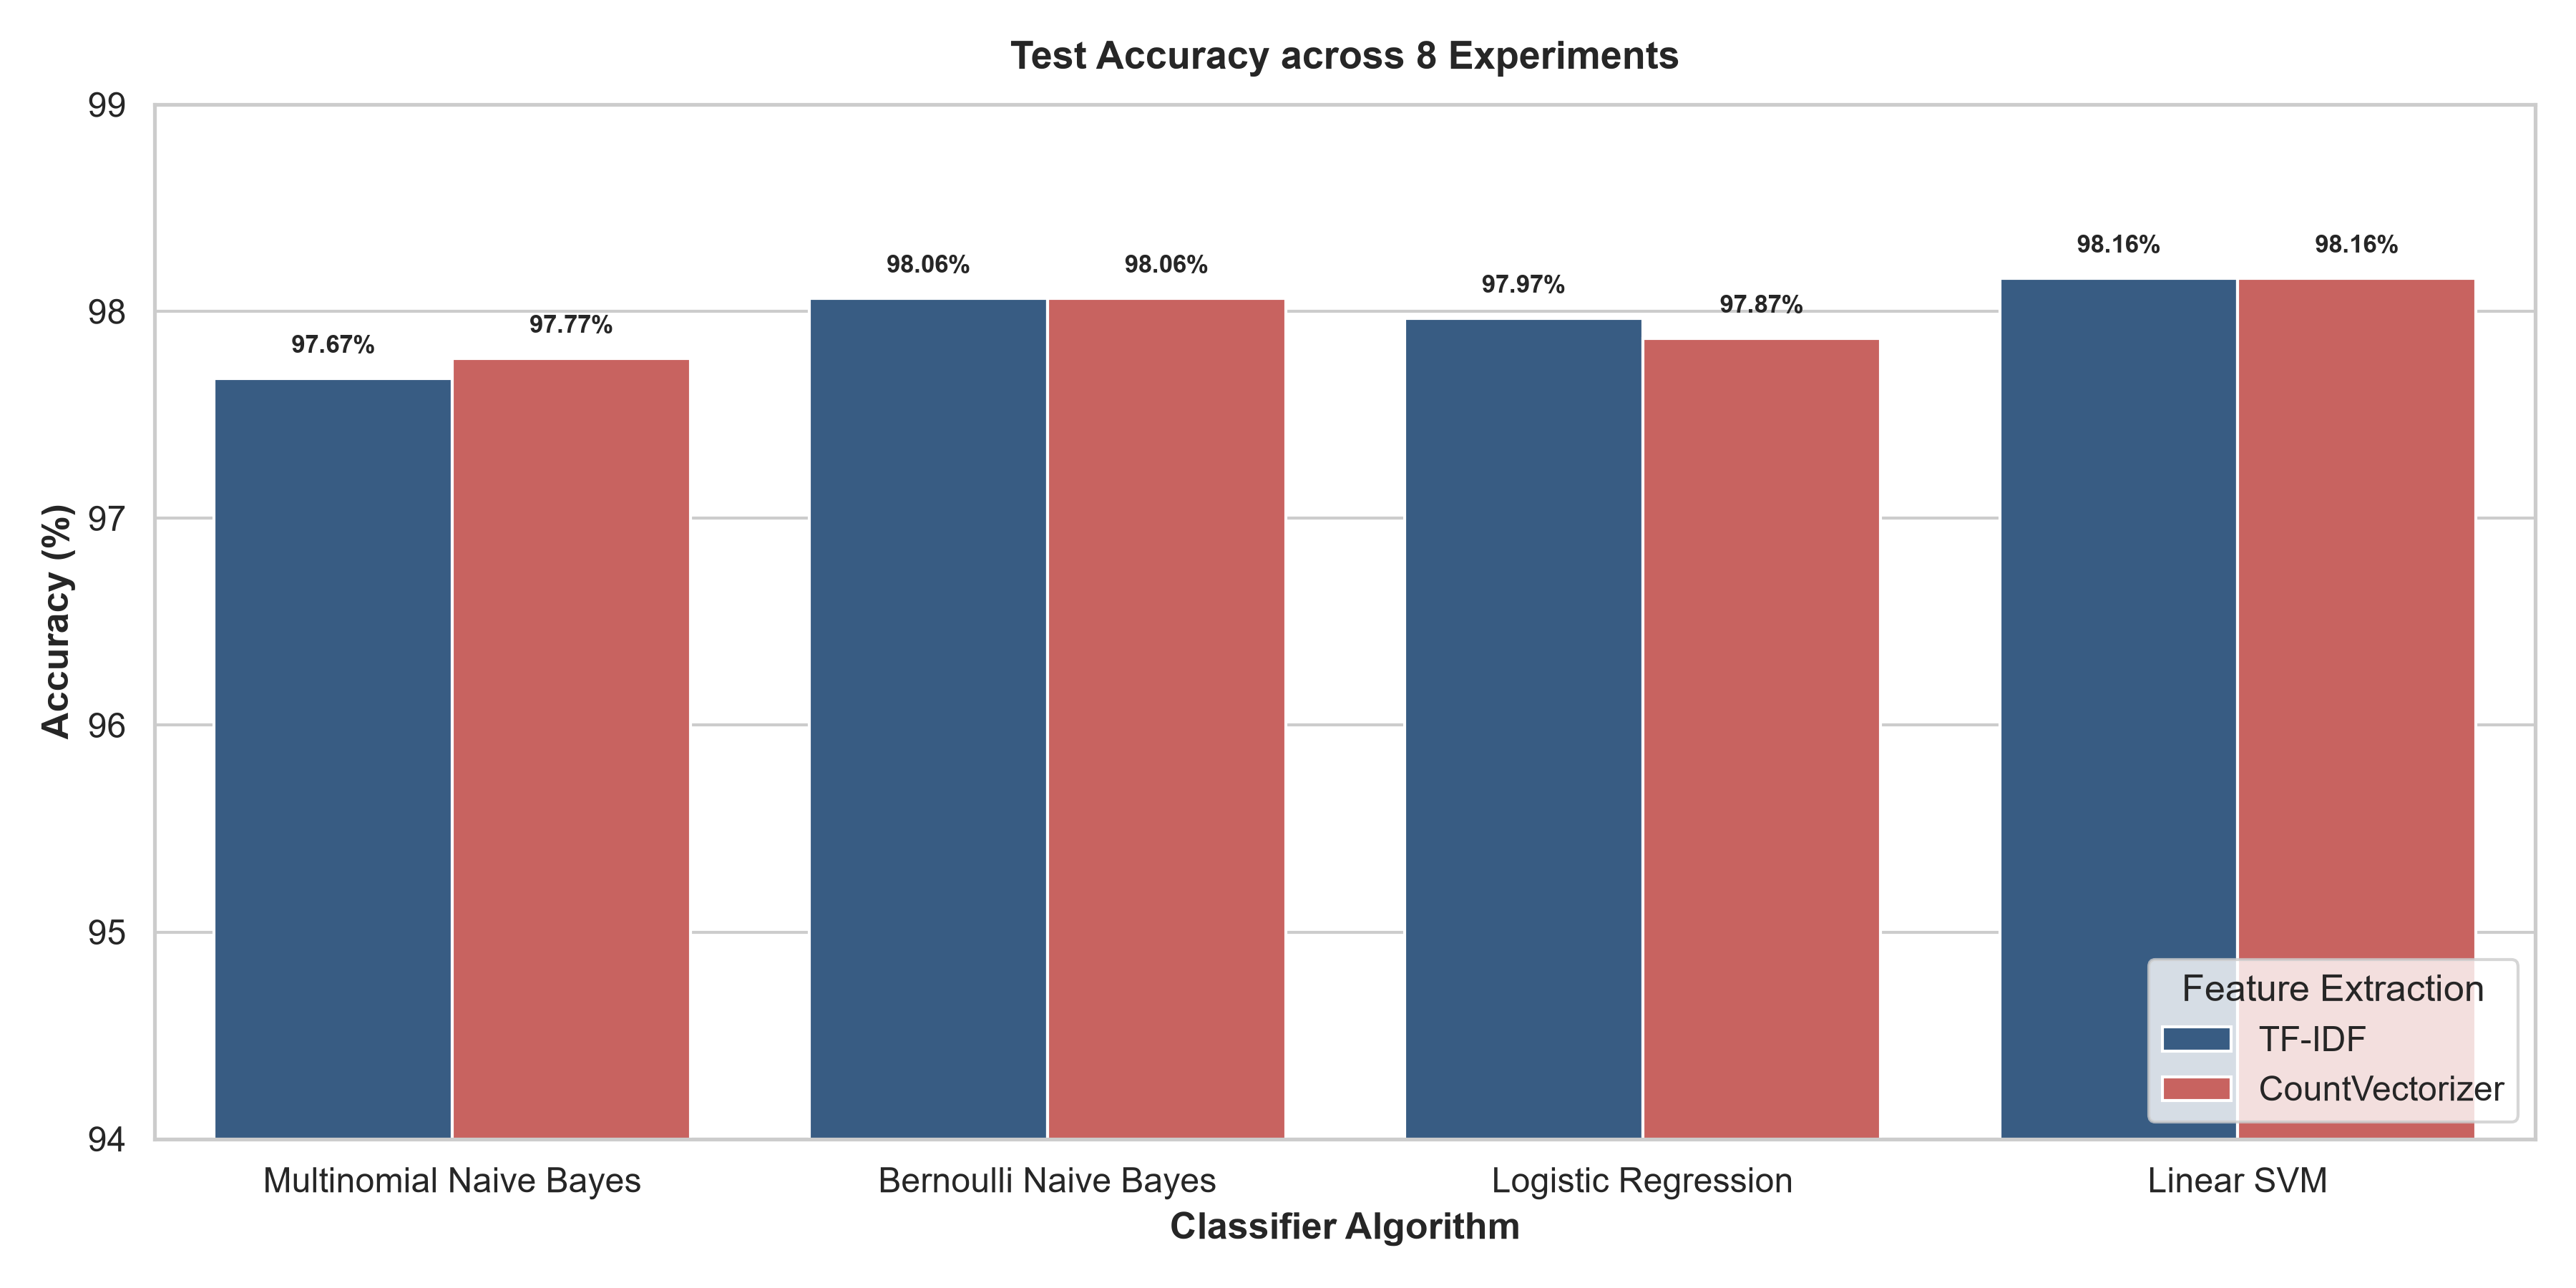 Test Accuracy across 8 Experiments
99
98
97
96
95
94
Accuracy (%)
97.67%
97.77%
98.06%
98.06%
97.97%
97.87%
98.16%
98.16%
Feature Extraction
TF-IDF
CountVectorizer
Multinomial Naive Bayes
Bernoulli Naive Bayes
Logistic Regression
Linear SVM
Classifier Algorithm